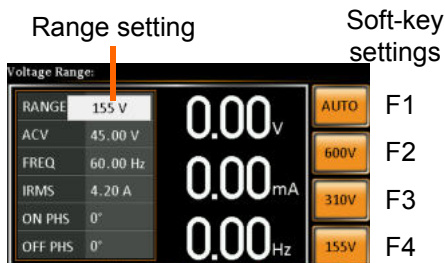 Range setting
Soft-key
settings
Voltage Range:
RANGE 155 V
ACV 45.00 V
FREQ 60.00 Hz
IRMS 4.20 A
ON PHS 0°
OFF PHS 0°
0.00V
0.00mA
0.00Hz
AUTO F1
600V F2
310V F3
155V F4